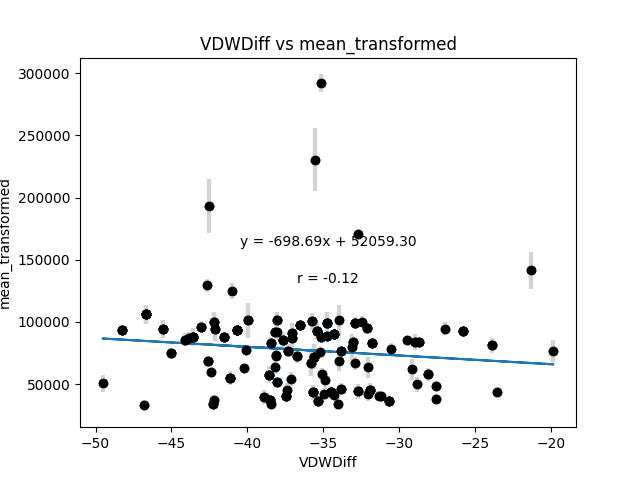 VDWDiff vs mean_transformed
300000
250000
200000
150000
100000
50000
mean_transformed
y = -698.69x + 52059.30
r = -0.12
−50 −45 −40 −35 −30 −25 −20
VDWDiff